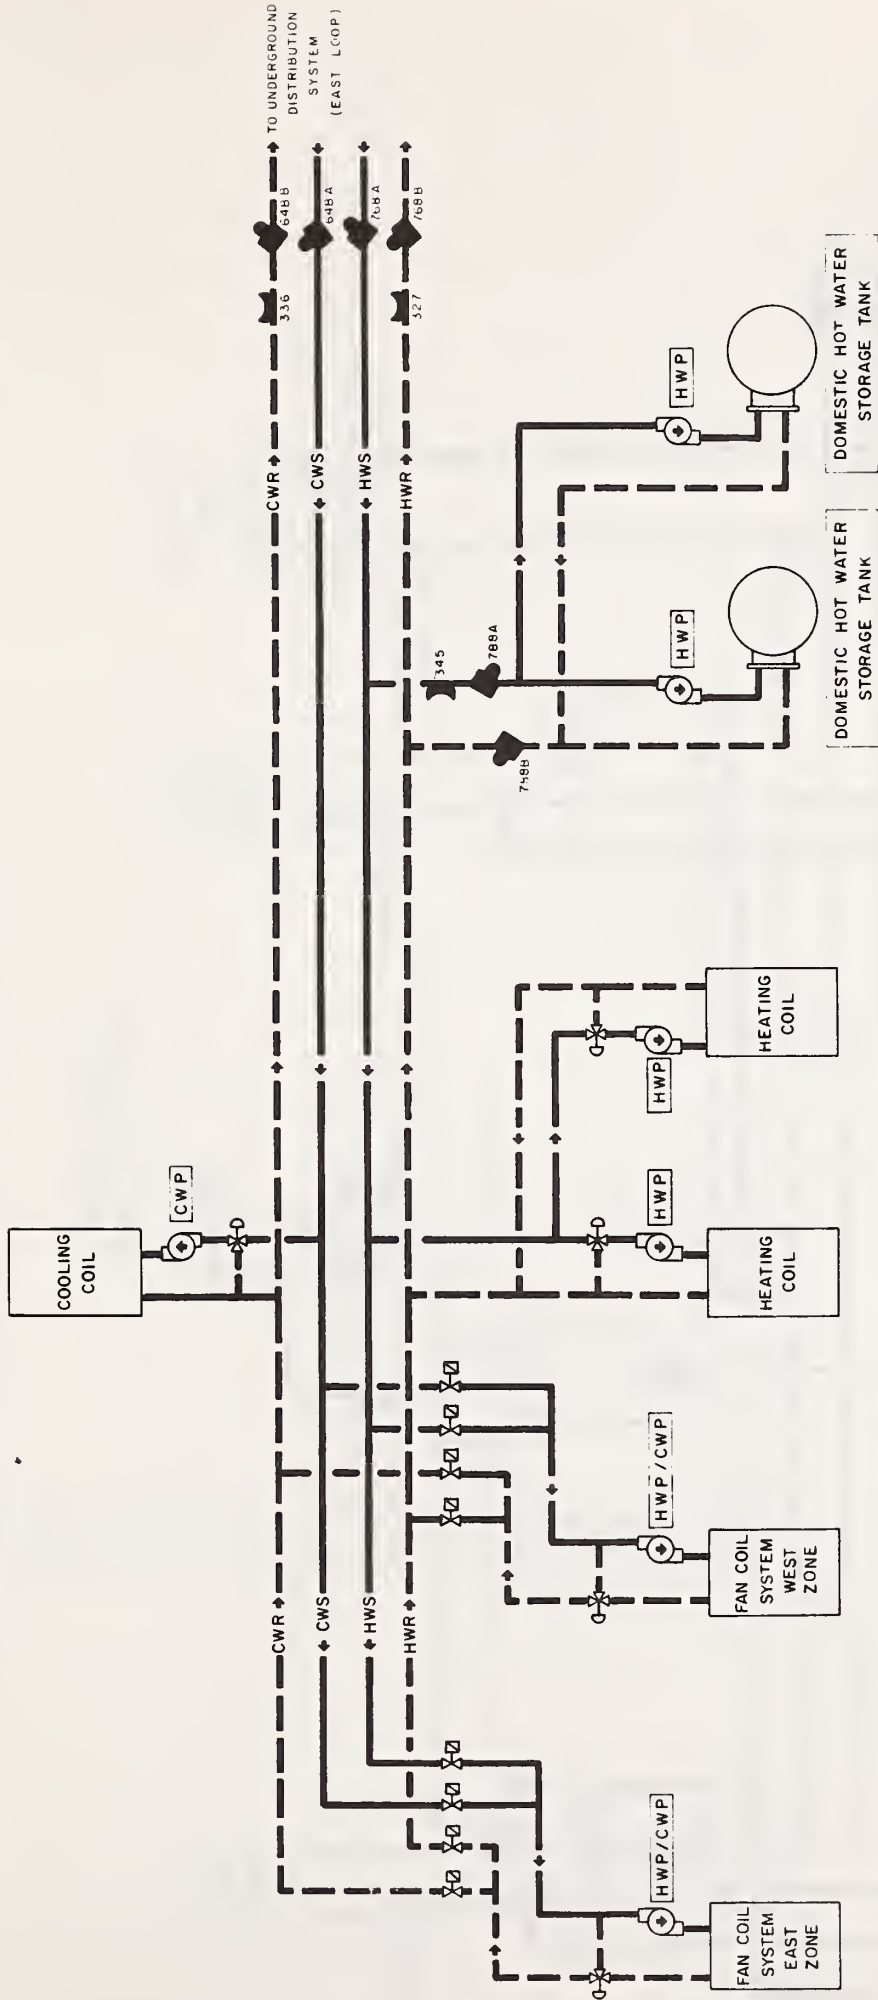 TO UNDERGROUND
DISTRIBUTION
SYSTEM
(EAST LOOP)
648B
648A
768A
768B
336
327
CWR
CWS
HWS
HWR
HWP
DOMESTIC HOT WATER
STORAGE TANK
345
788A
HWP
DOMESTIC HOT WATER
STORAGE TANK
HEATING
COIL
HWP
CWP
COOLING
COIL
HWP
HEATING
COIL
HWP/CWP
FAN COIL
SYSTEM
WEST
ZONE
CWR
CWS
HWS
HWR
HWP/CWP
FAN COIL
SYSTEM
EAST
ZONE